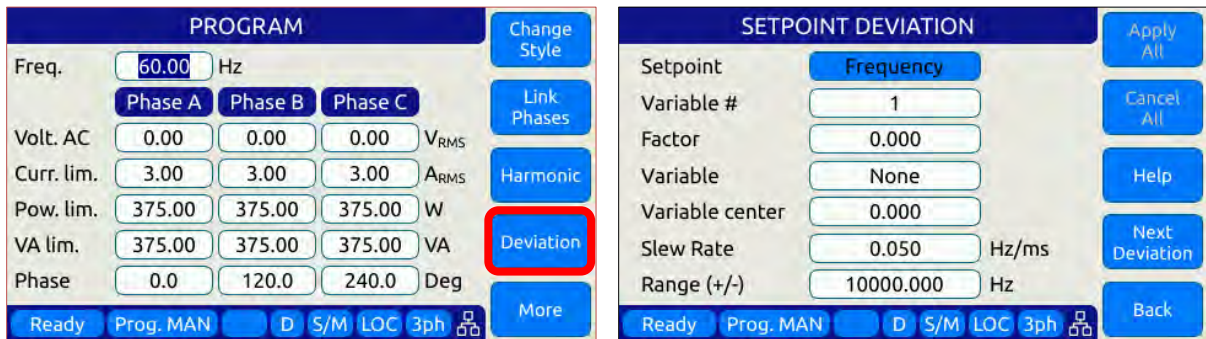 PROGRAM
Change
Style
Freq. 60.00 Hz
Phase A Phase B Phase C
Link
Phases
Volt. AC 0.00 0.00 0.00 VRMS
Curr. lim. 3.00 3.00 3.00 ARMS
Harmonic
Pow. lim. 375.00 375.00 375.00 W
VA lim. 375.00 375.00 375.00 VA
Deviation
Phase 0.0 120.0 240.0 Deg
More
Ready Prog. MAN D S/M LOC 3ph
SETPOINT DEVIATION
Apply
All
Setpoint Frequency
Variable # 1
Cancel
All
Factor 0.000
Variable None
Help
Variable center 0.000
Next
Deviation
Slew Rate 0.050 Hz/ms
Range (+/-) 10000.000 Hz
Back
Ready Prog. MAN D S/M LOC 3ph